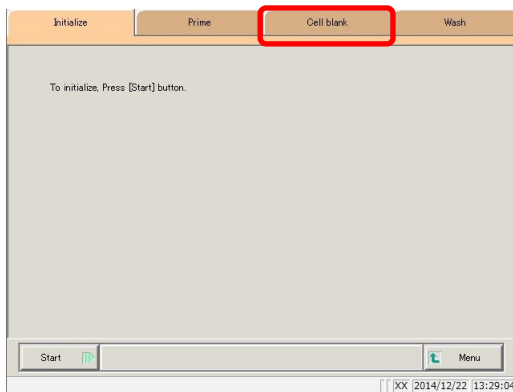 Initialize Prime Cell blank Wash
To initialize, Press [Start] button.
Start Menu
XX 2014/12/22 13:29:04